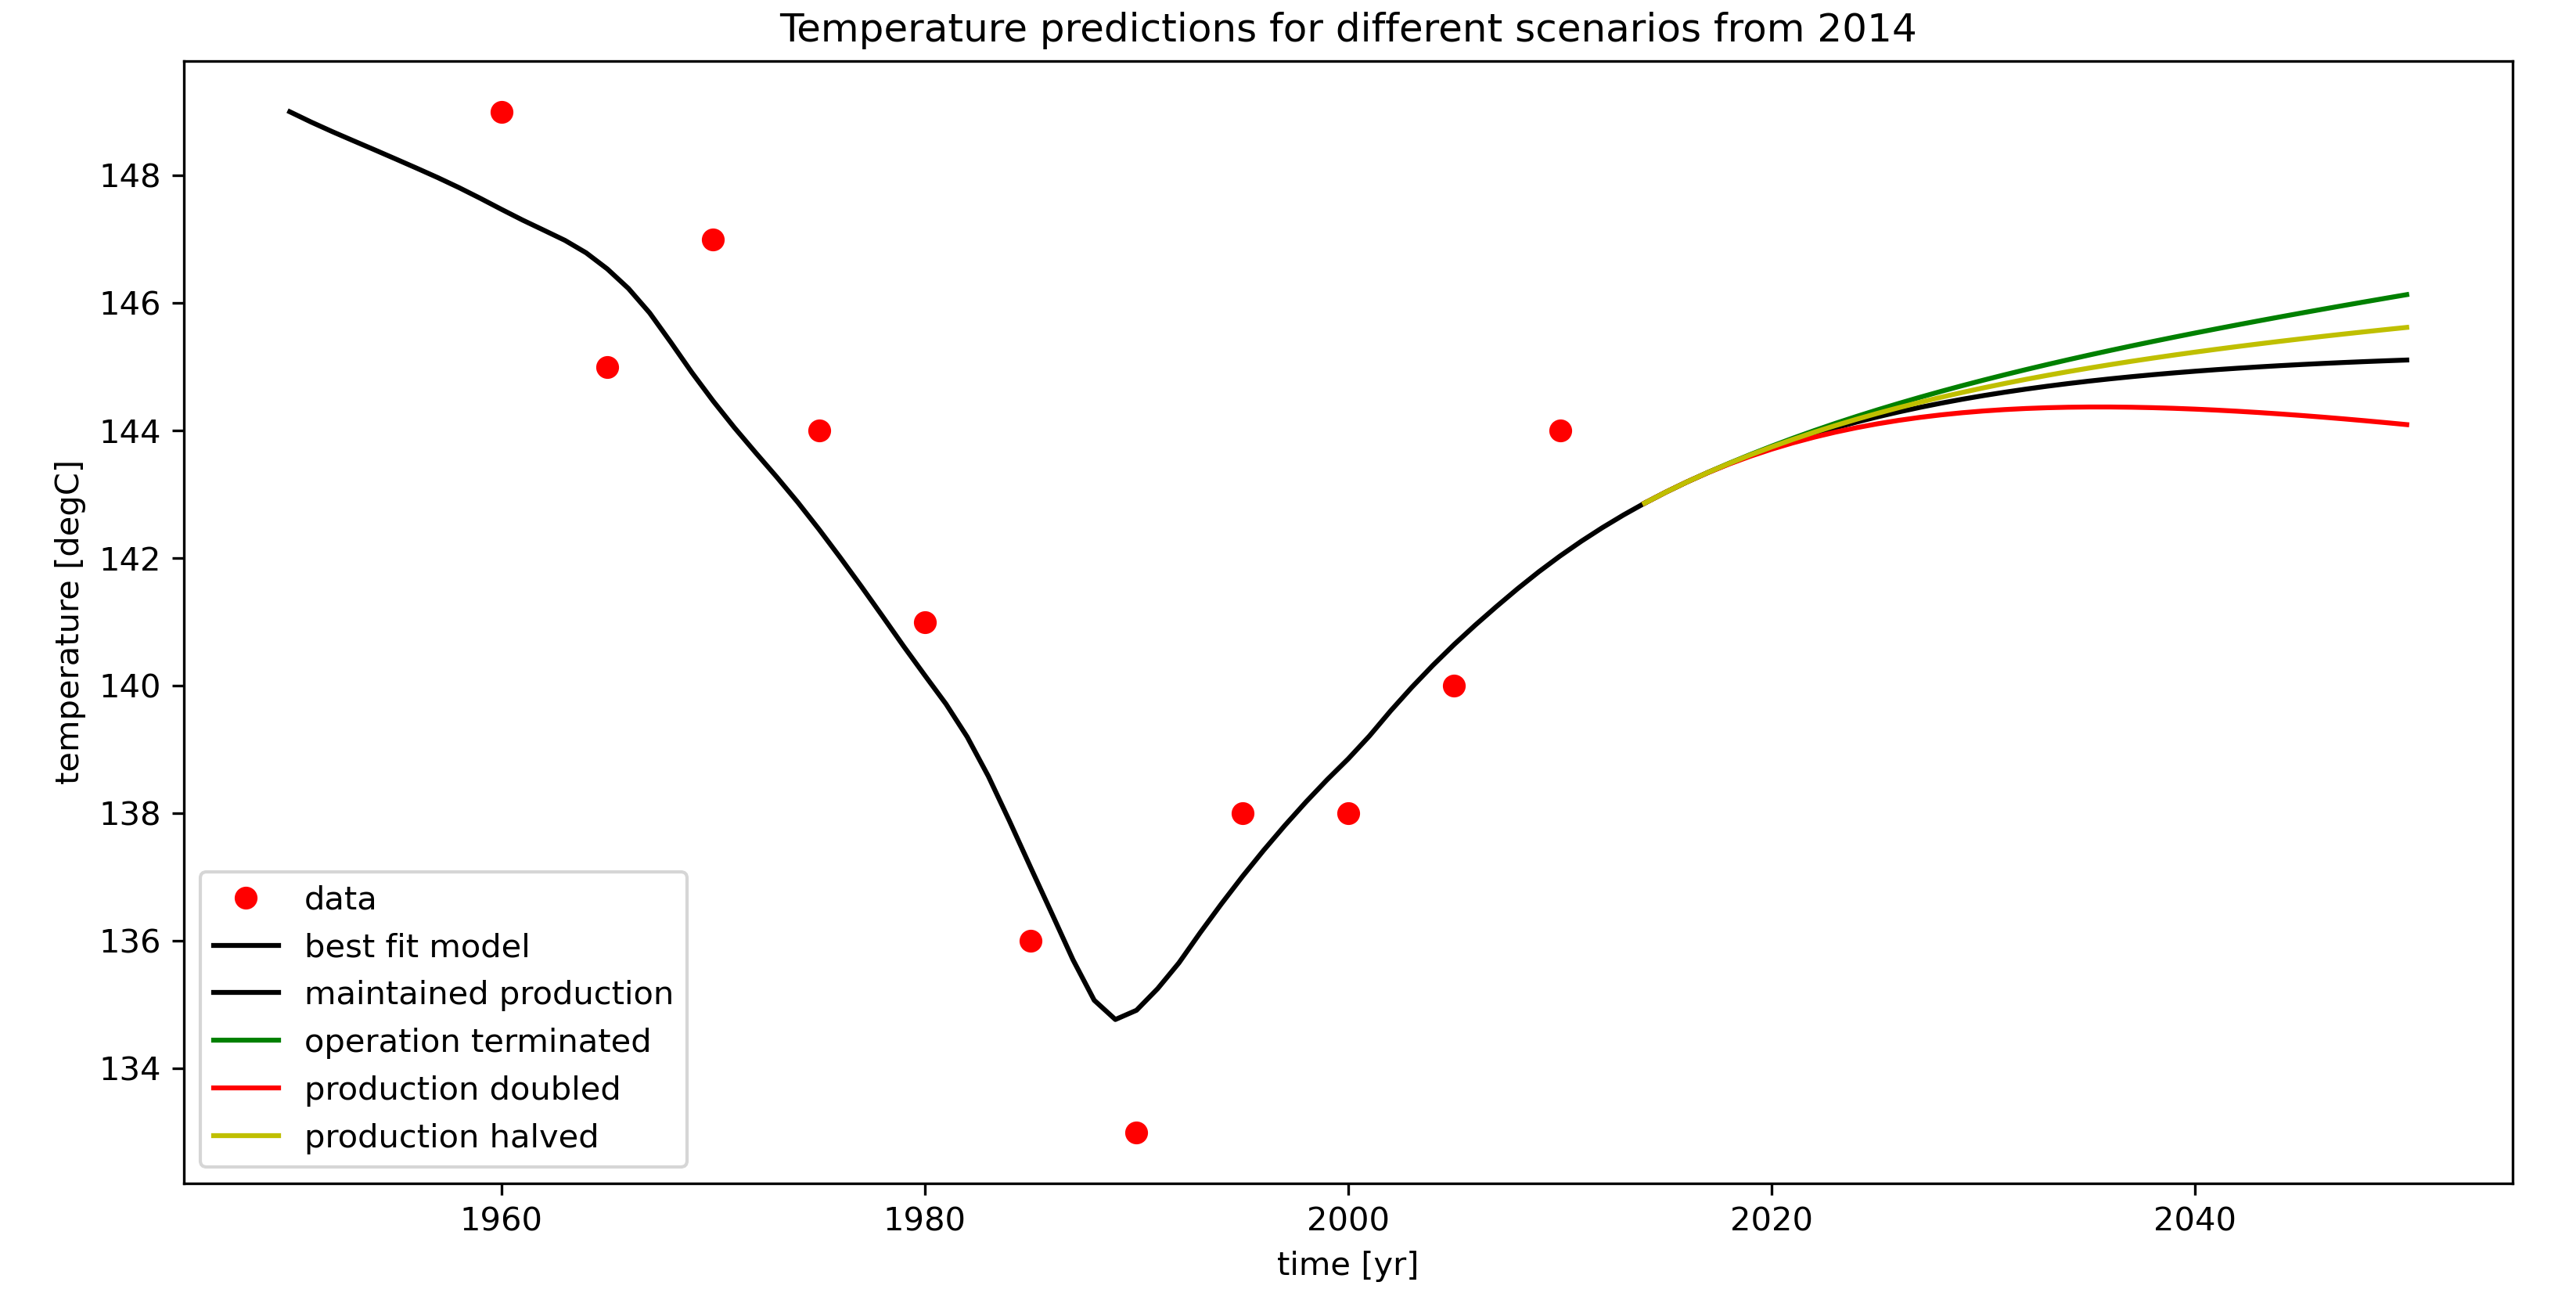 Temperature predictions for different scenarios from 2014
temperature [degC]
148
146
144
142
140
138
136
134
data
best fit model
maintained production
operation terminated
production doubled
production halved
1960 1980 2000 2020 2040
time [yr]